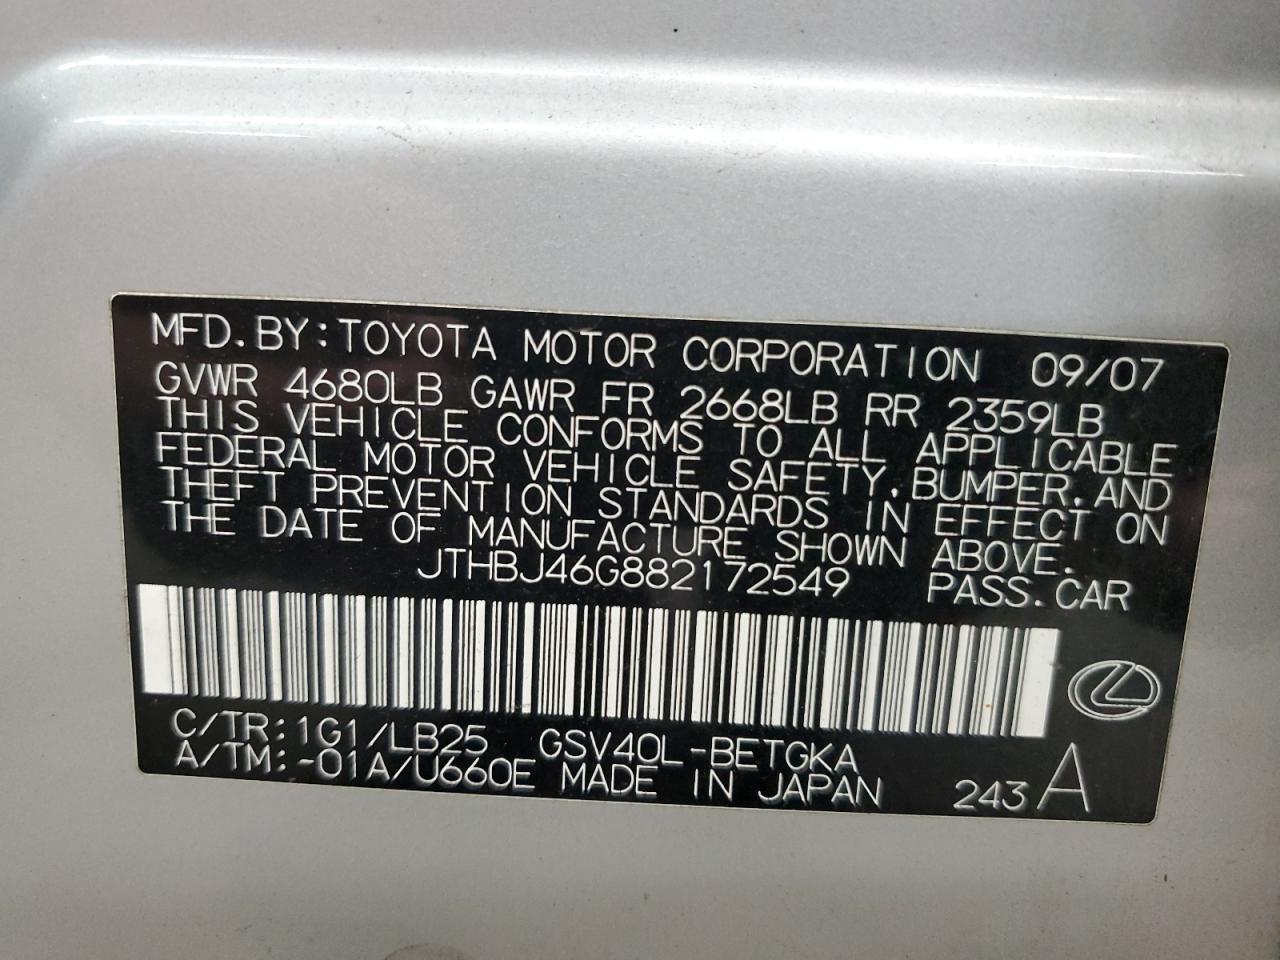 MFD. BY: TOYOTA MOTOR CORPORATION 09/07
GVWR 4680LB GAWR FR 2668LB RR 2359LB
THIS VEHICLE CONFORMS TO ALL APPLICABLE
FEDERAL MOTOR VEHICLE SAFETY, BUMPER, AND
THEFT PREVENTION STANDARDS IN EFFECT ON
THE DATE OF MANUFACTURE SHOWN ABOVE.
JTHBJ46G882172549 PASS. CAR
C/TR: 1G1/LB25 GSV40L-BETGKA
A/TM: -01A/U660E MADE IN JAPAN 243 A